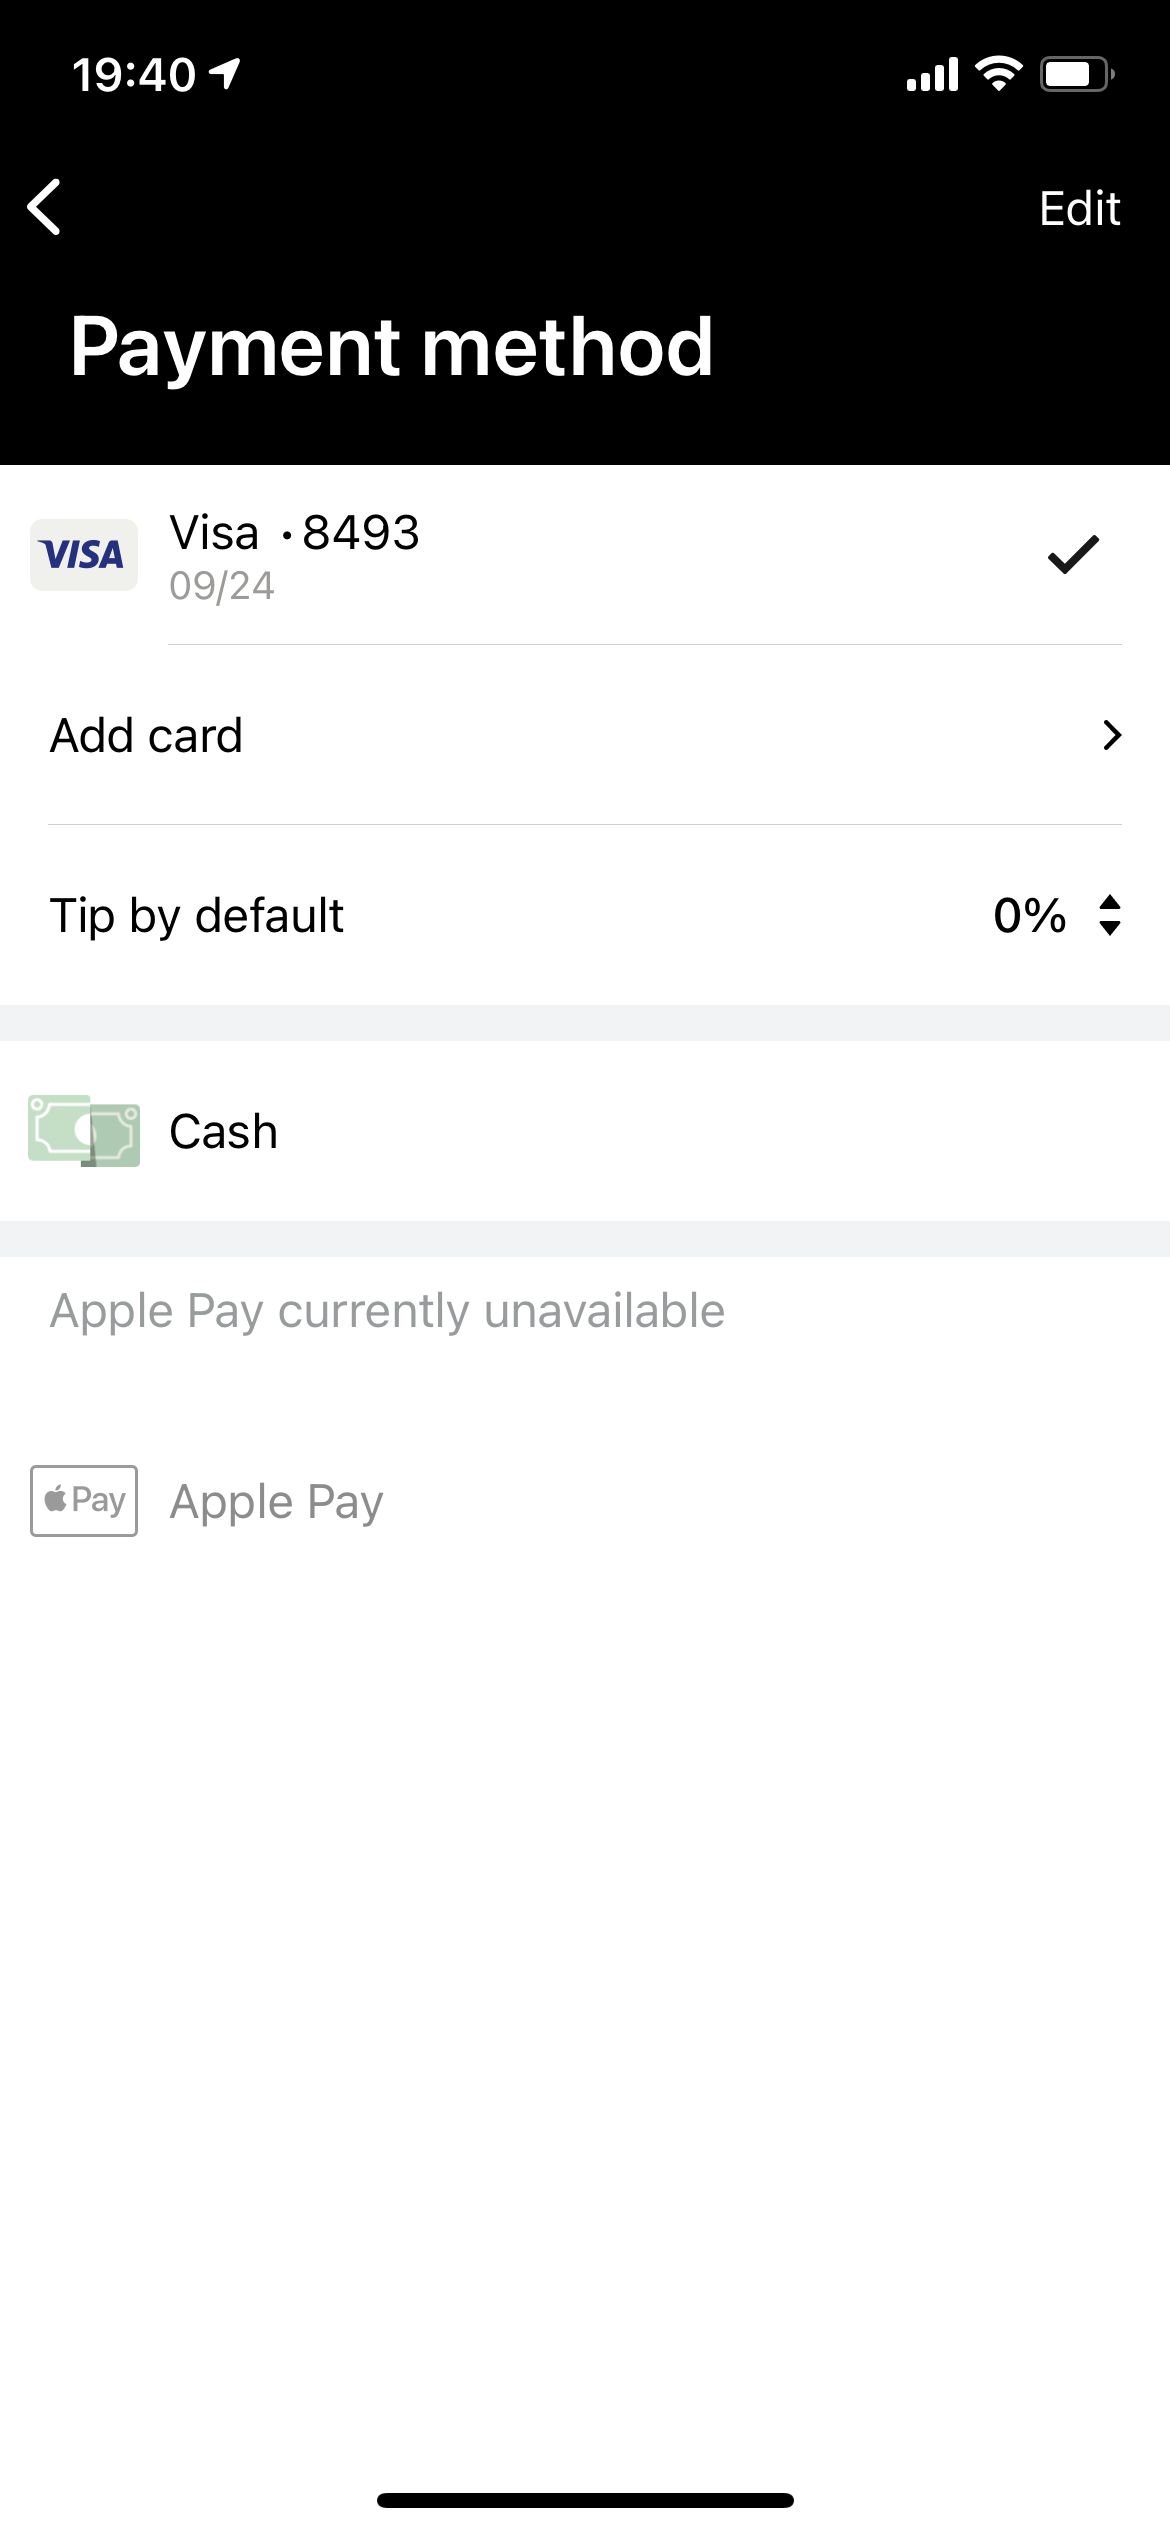 19:40
Edit
Payment method
VISA
Visa ·8493
09/24
Add card
Tip by default 0%
Cash
Apple Pay currently unavailable
Pay Apple Pay